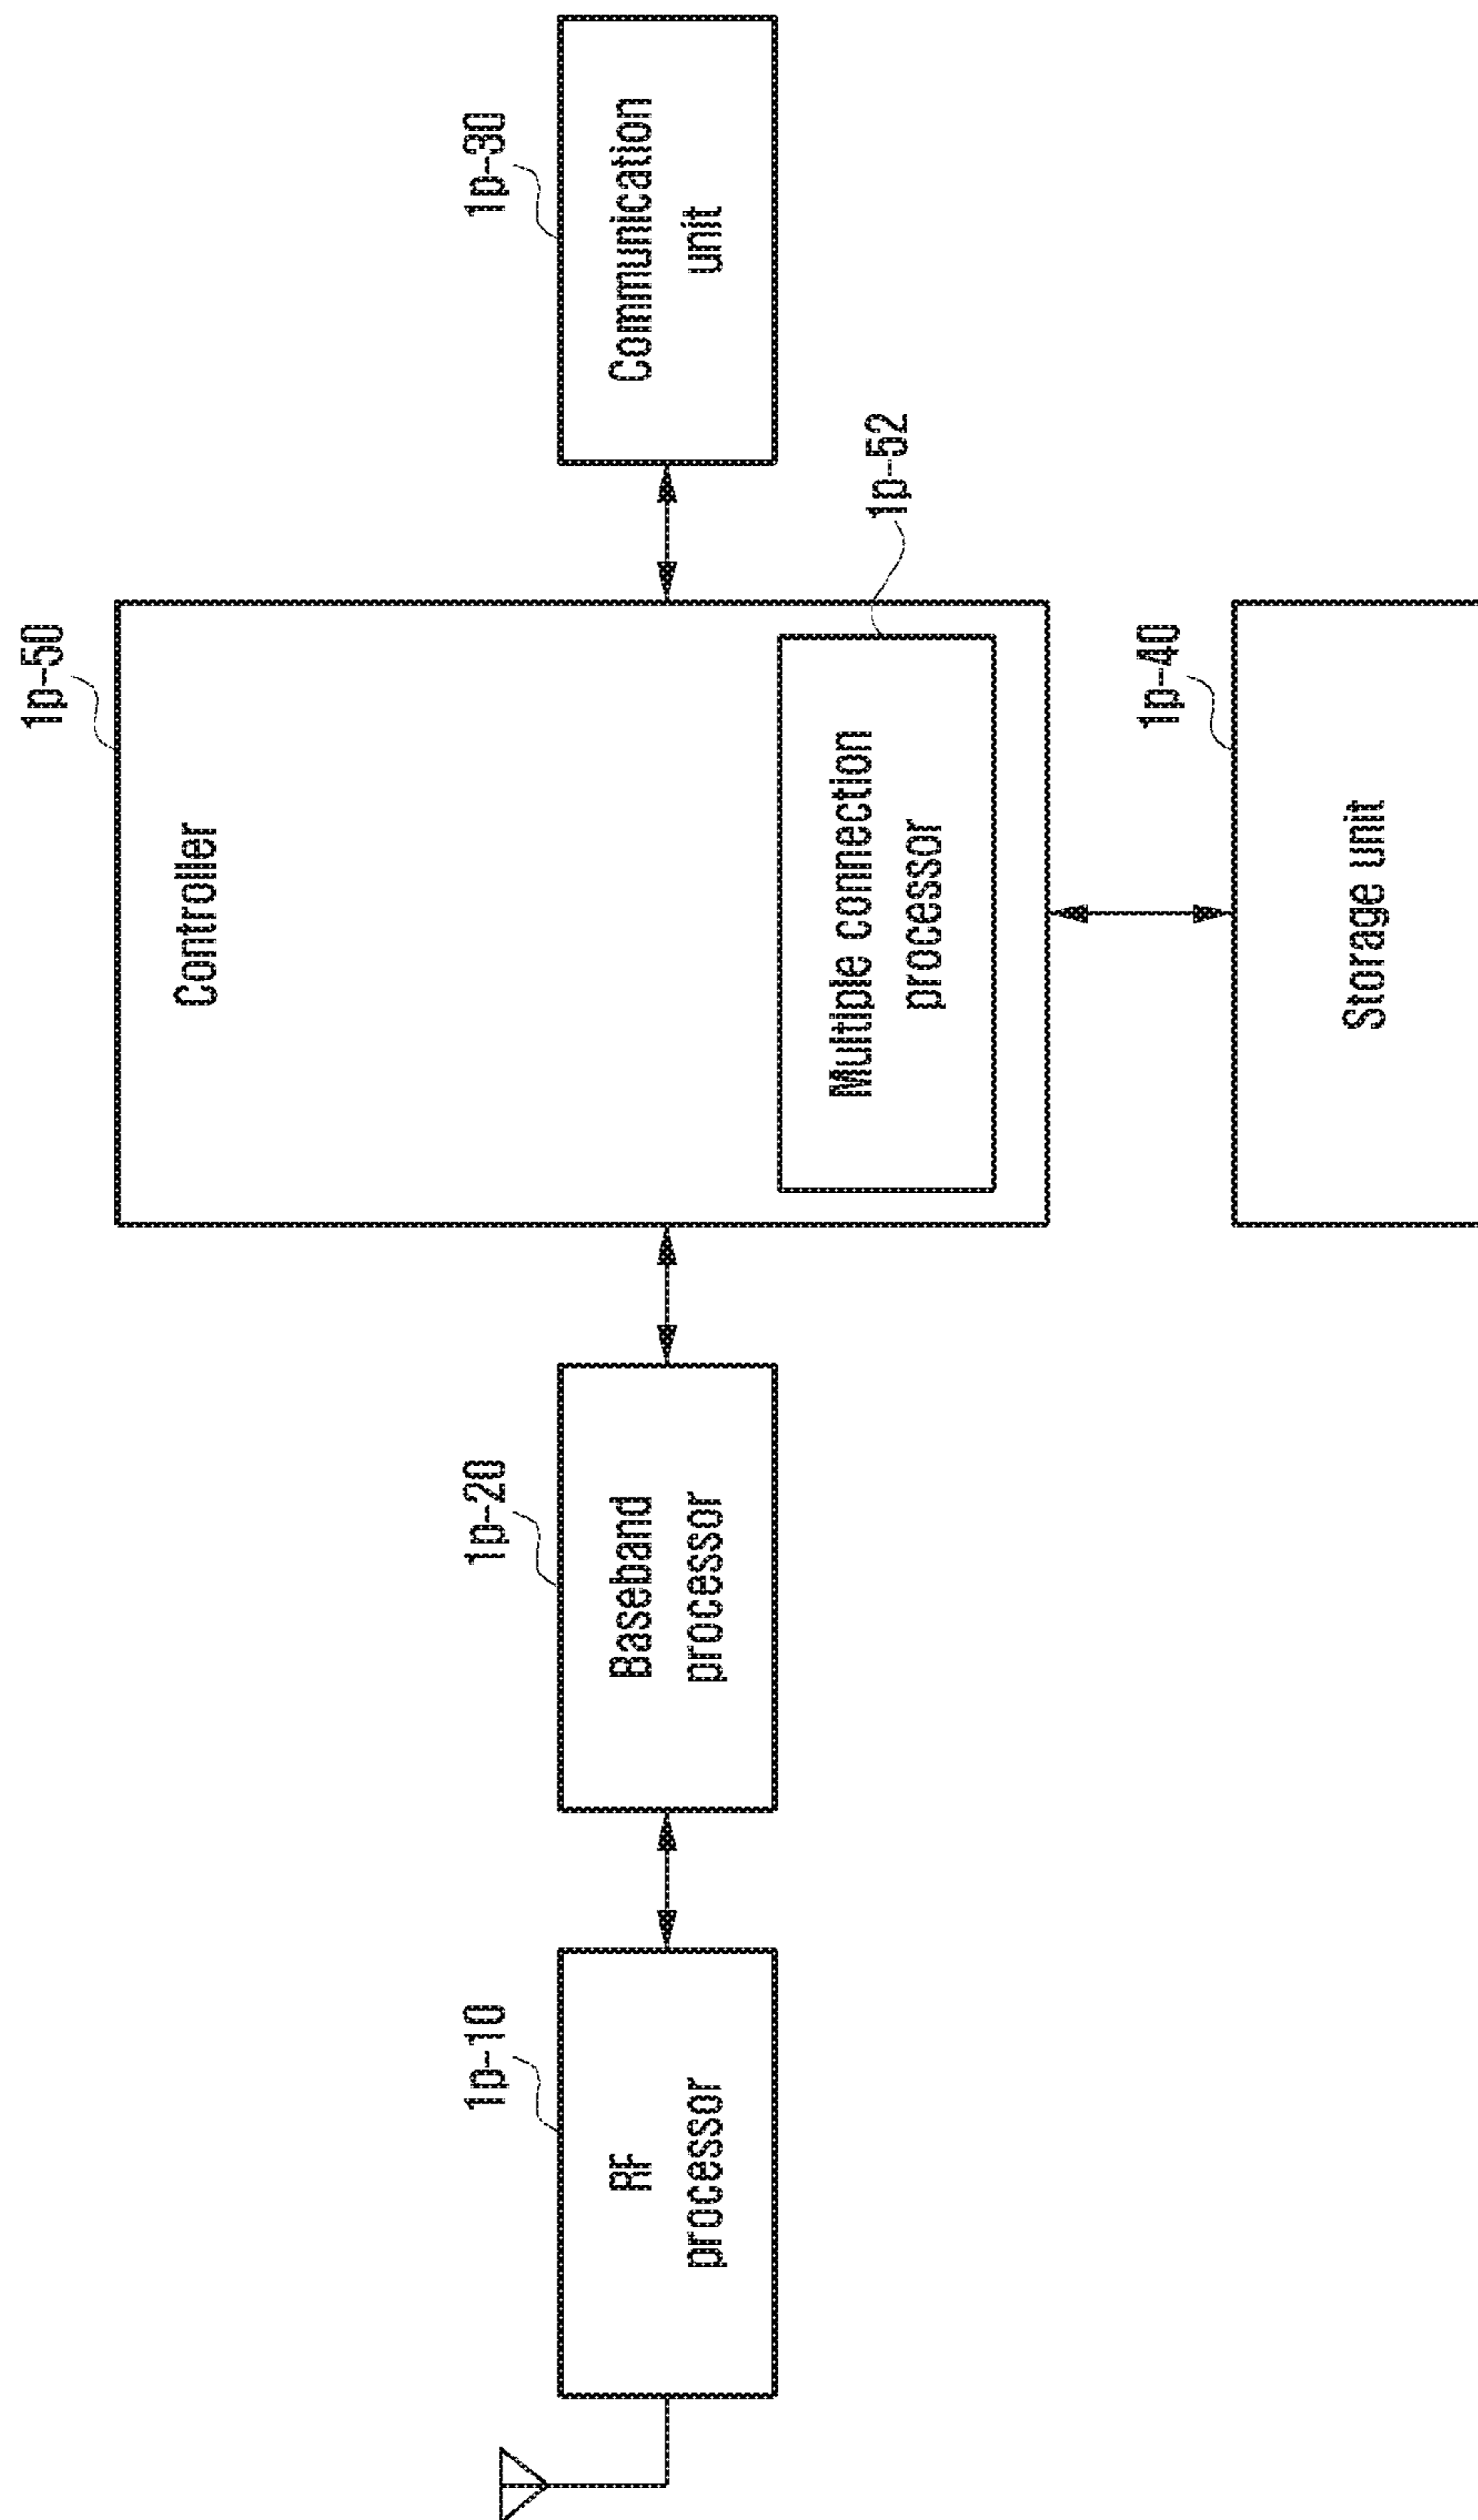 1p-50
Controller
1p-10
RF
processor
1p-20
Baseband
processor
1p-30
Communication
unit
1p-52
Multiple connection
processor
1p-40
Storage unit